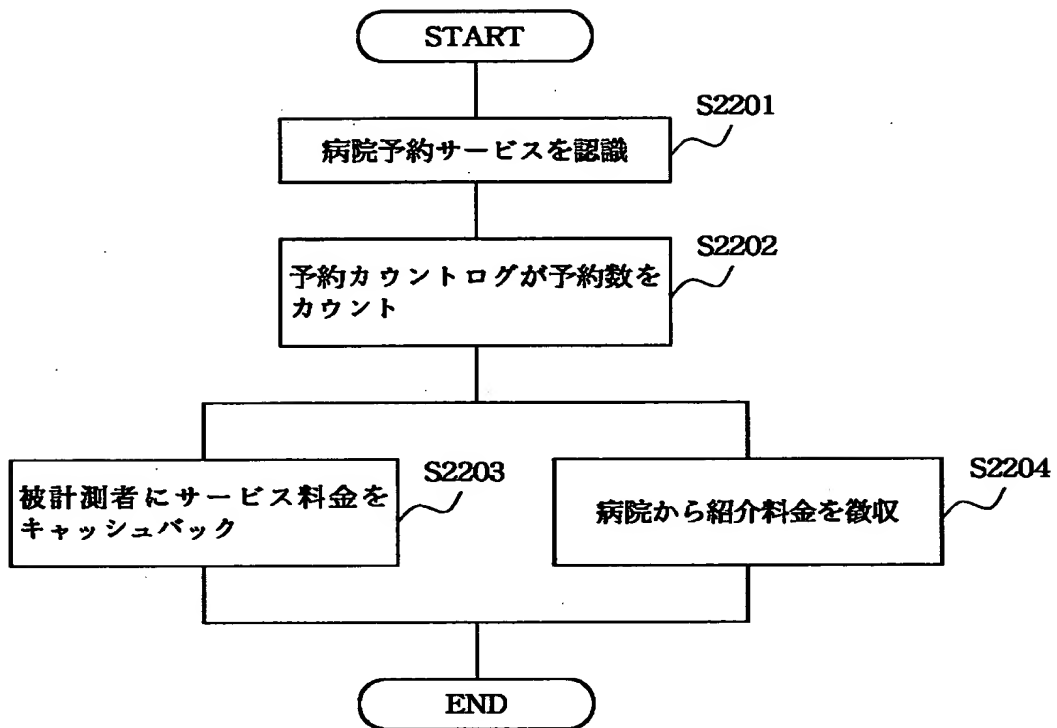 START
S2201
病院予約サービスを認識
S2202
予約カウントログが予約数を
カウント
S2203
被計測者にサービス料金を
キャッシュバック
S2204
病院から紹介料金を徴収
END